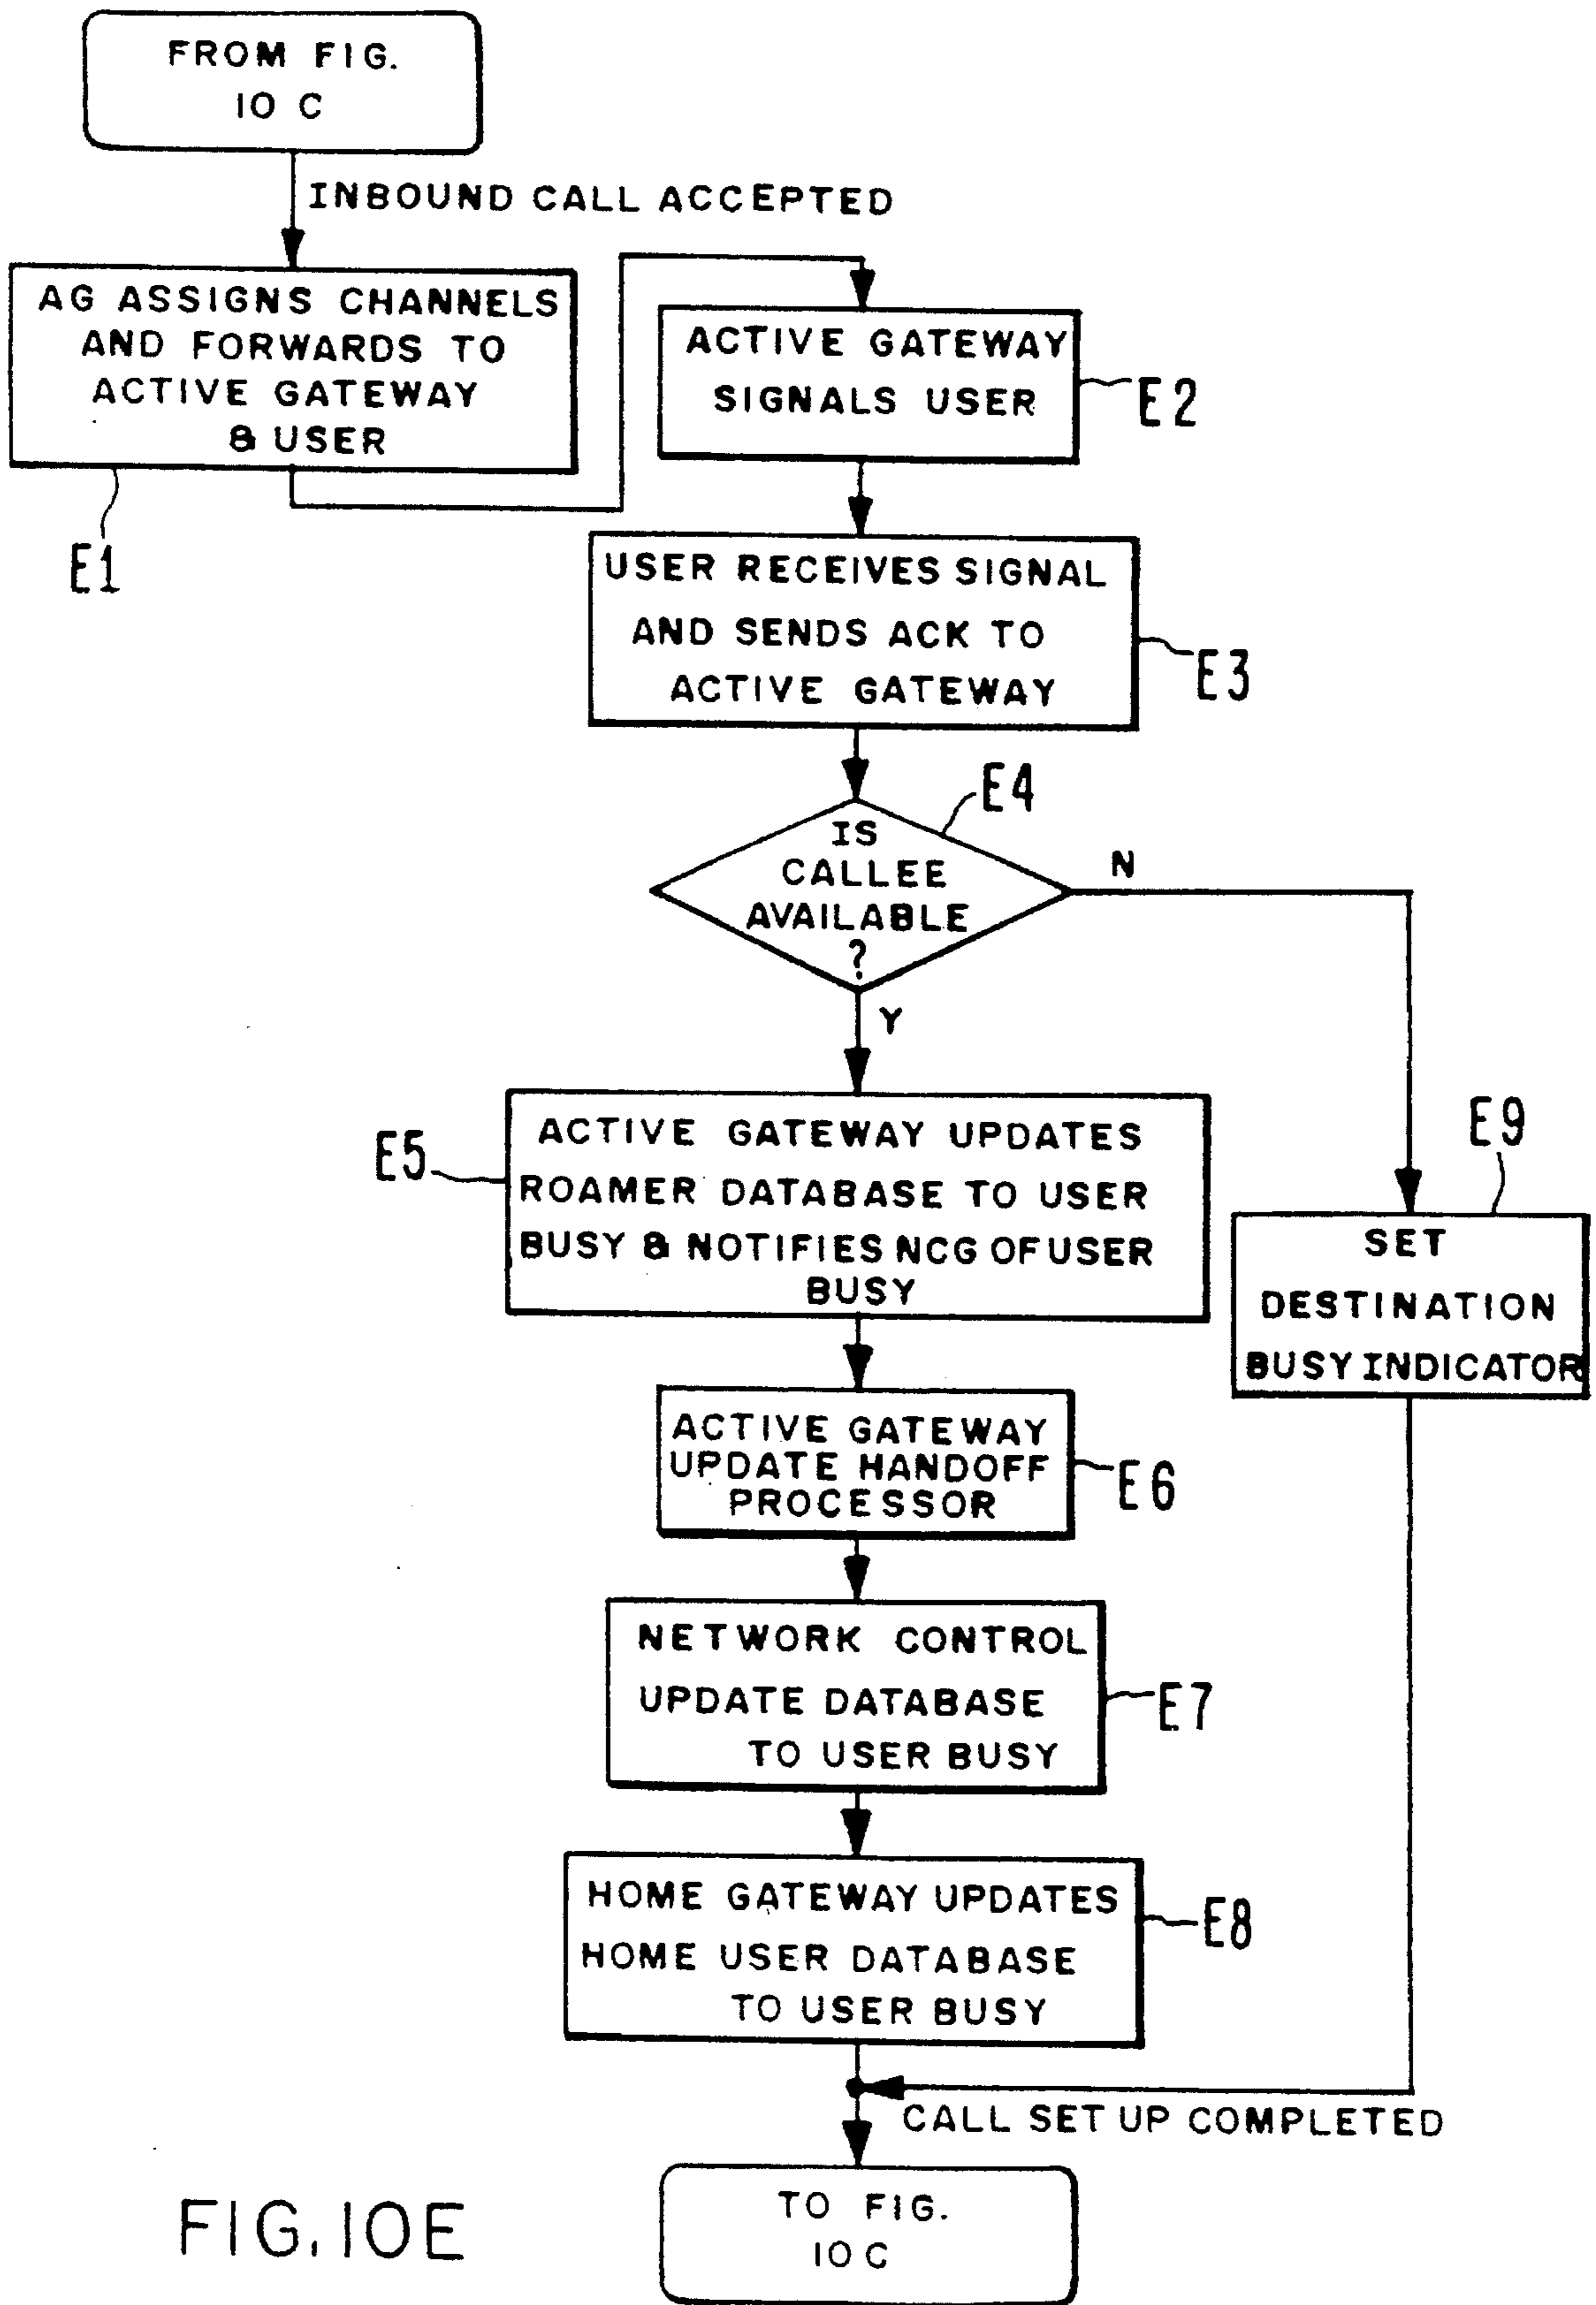 FROM FIG.
10 C
INBOUND CALL ACCEPTED
AG ASSIGNS CHANNELS
AND FORWARDS TO
ACTIVE GATEWAY
& USER
E1
ACTIVE GATEWAY
SIGNALS USER
E2
USER RECEIVES SIGNAL
AND SENDS ACK TO
ACTIVE GATEWAY
E3
E4
IS
CALLEE
AVAILABLE
?
N
Y
E5
ACTIVE GATEWAY UPDATES
ROAMER DATABASE TO USER
BUSY & NOTIFIES NCG OF USER
BUSY
E9
SET
DESTINATION
BUSY INDICATOR
ACTIVE GATEWAY
UPDATE HANDOFF
PROCESSOR
E6
NETWORK CONTROL
UPDATE DATABASE
TO USER BUSY
E7
HOME GATEWAY UPDATES
HOME USER DATABASE
TO USER BUSY
E8
CALL SET UP COMPLETED
TO FIG.
10 C
FIG. 10E